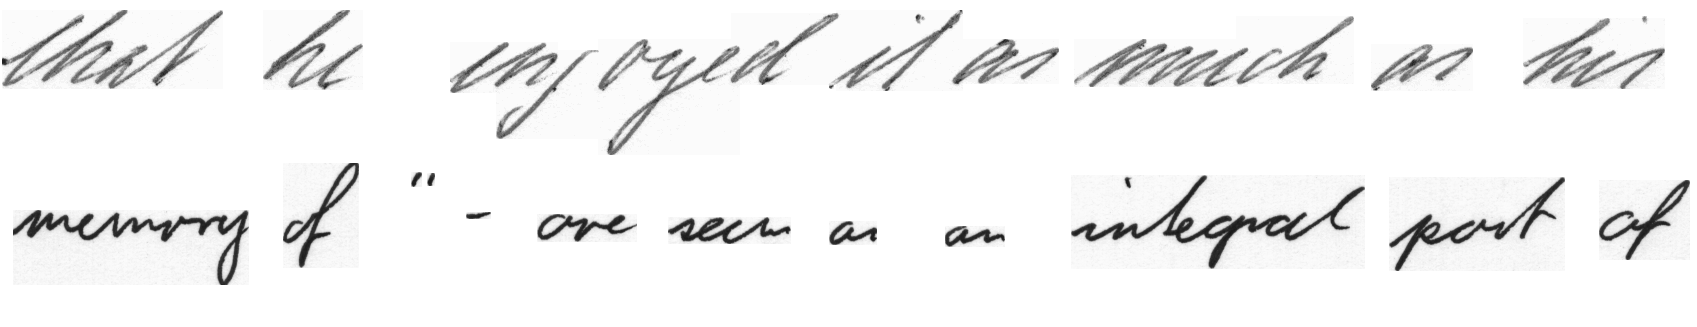 that he enjoyed it as much as his
memory of " - are seen as an integral part of